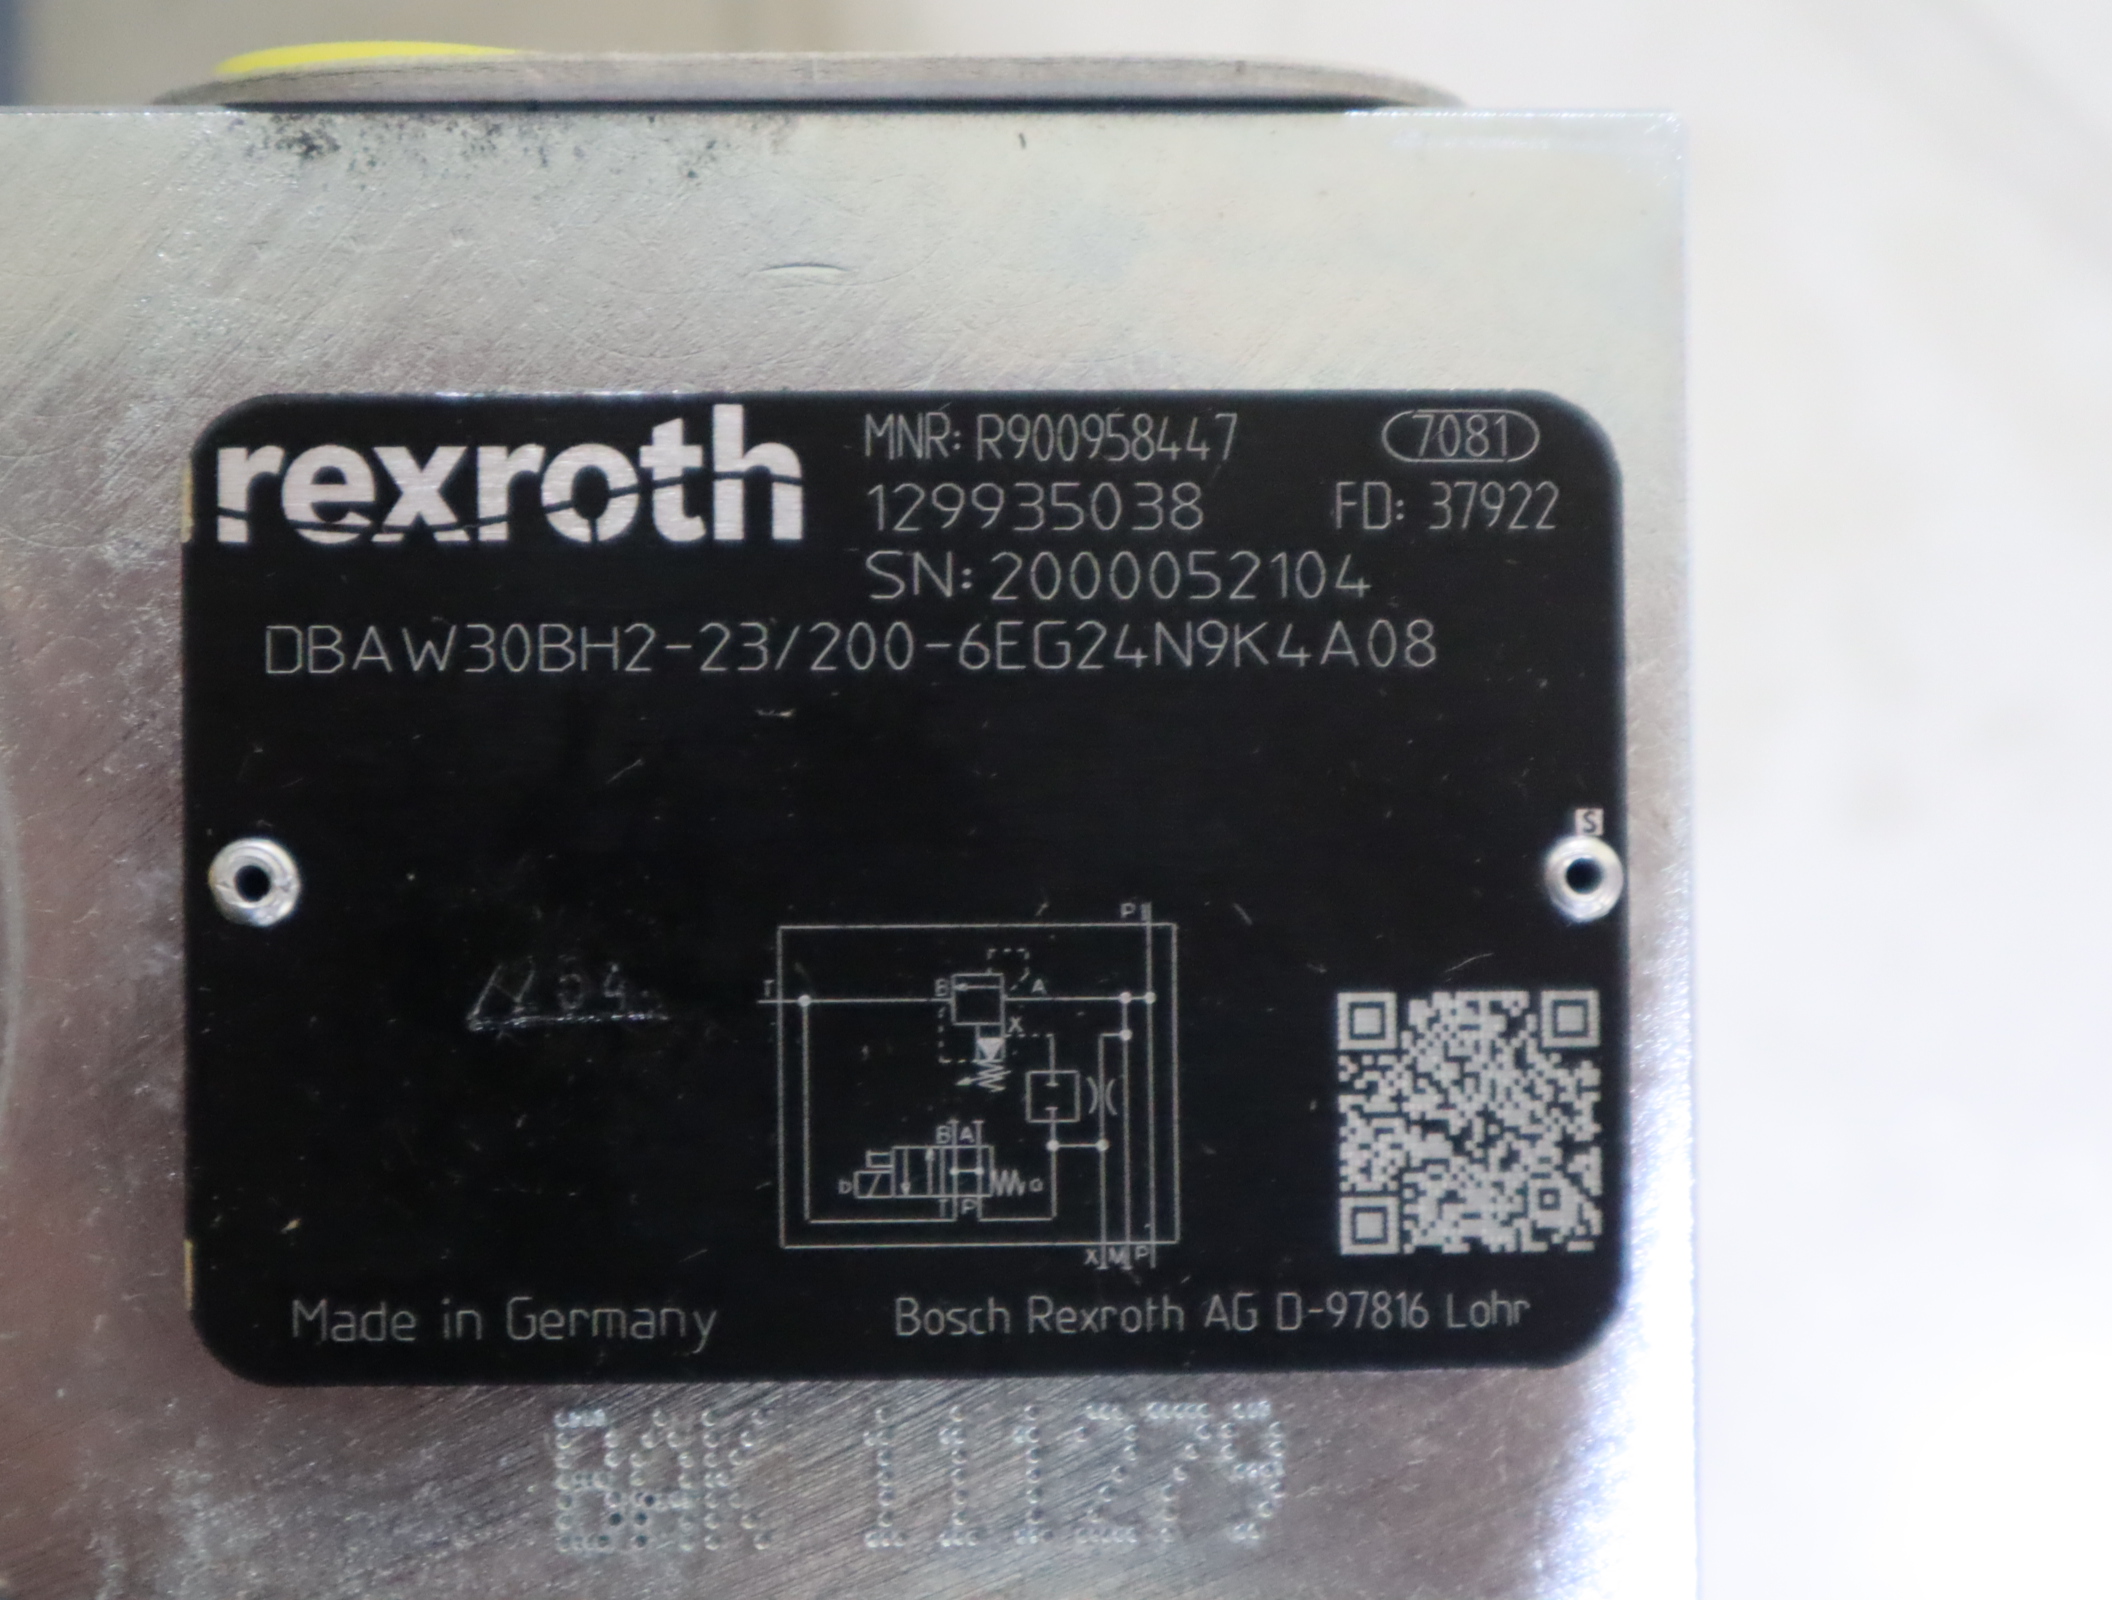 rexroth
MNR: R900958447
7081
129935038
FD: 37922
SN: 2000052104
DBAW30BH2-23/200-6EG24N9K4A08
S
P
B
A
T
X
B A
D
G
T P
X M P
Made in Germany
Bosch Rexroth AG D-97816 Lohr
11279